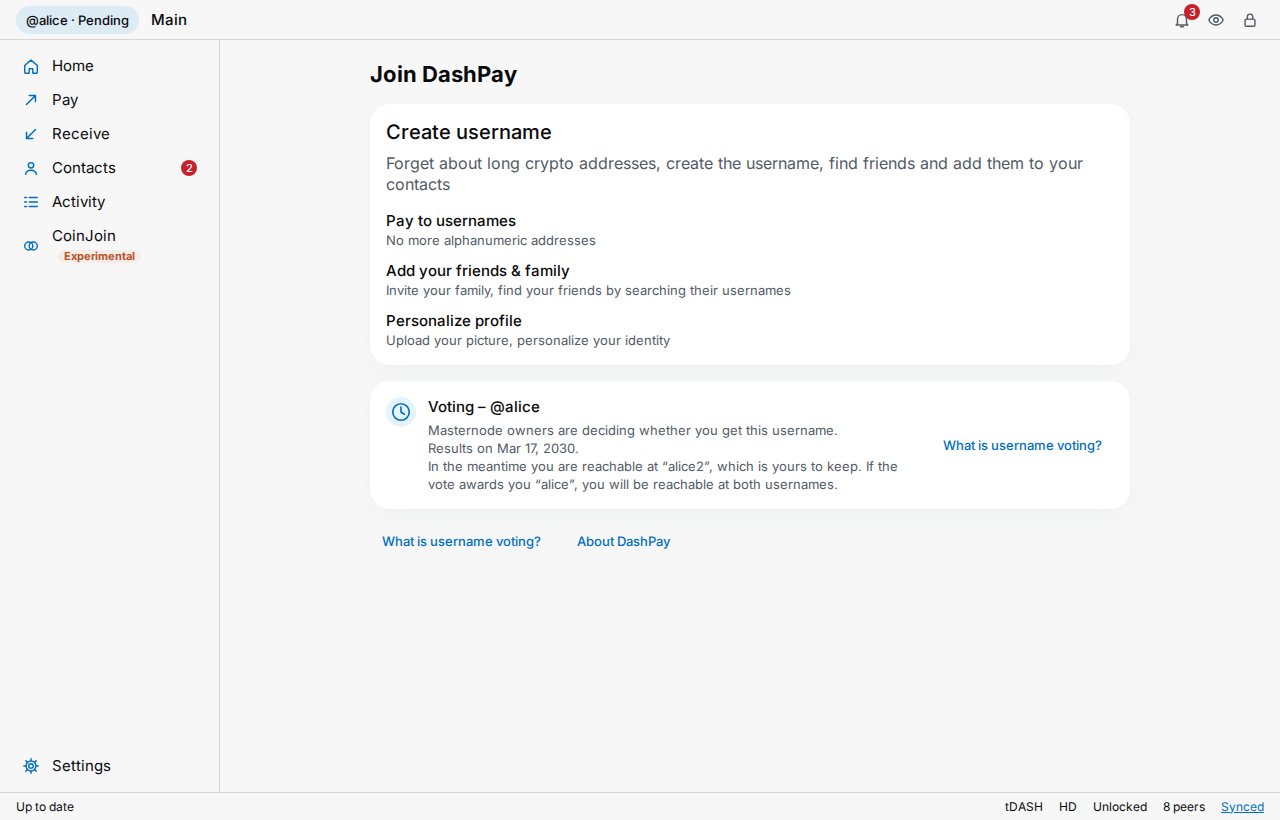 @alice · Pending Main 3
Home
Pay
Receive
Contacts 2
Activity
CoinJoin
Experimental
Settings
Join DashPay
Create username
Forget about long crypto addresses, create the username, find friends and add them to your
contacts
Pay to usernames
No more alphanumeric addresses
Add your friends & family
Invite your family, find your friends by searching their usernames
Personalize profile
Upload your picture, personalize your identity
Voting – @alice
Masternode owners are deciding whether you get this username.
Results on Mar 17, 2030.
In the meantime you are reachable at “alice2”, which is yours to keep. If the
vote awards you “alice”, you will be reachable at both usernames.
What is username voting?
What is username voting? About DashPay
Up to date tDASH HD Unlocked 8 peers Synced